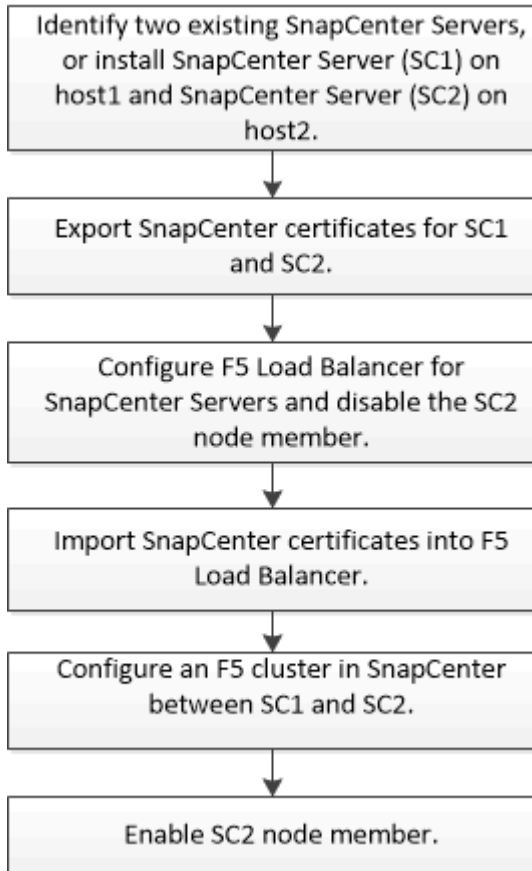 Identify two existing SnapCenter Servers,
or install SnapCenter Server (SC1) on
host1 and SnapCenter Server (SC2) on
host2.
Export SnapCenter certificates for SC1
and SC2.
Configure F5 Load Balancer for
SnapCenter Servers and disable the SC2
node member.
Import SnapCenter certificates into F5
Load Balancer.
Configure an F5 cluster in SnapCenter
between SC1 and SC2.
Enable SC2 node member.